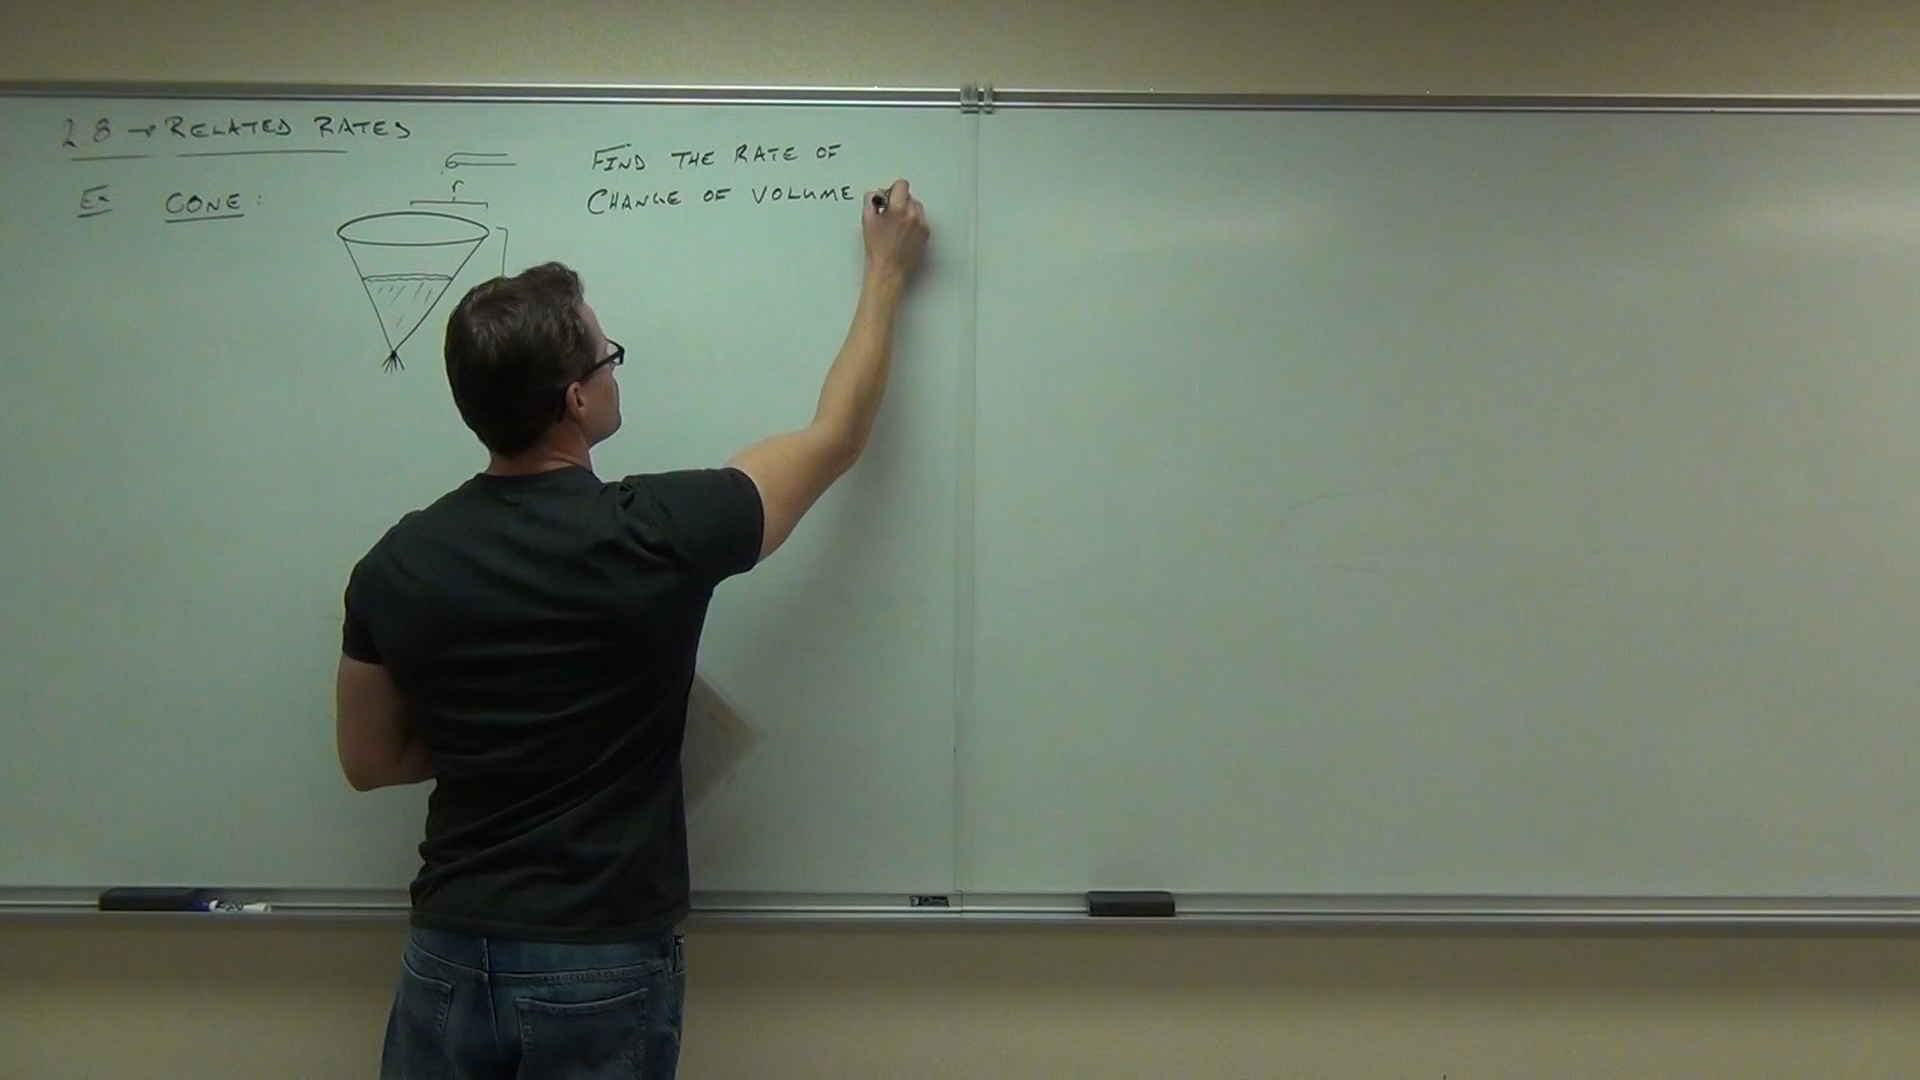 2.8 → RELATED RATES
Ex CONE:
r
FIND THE RATE OF
CHANGE OF VOLUME